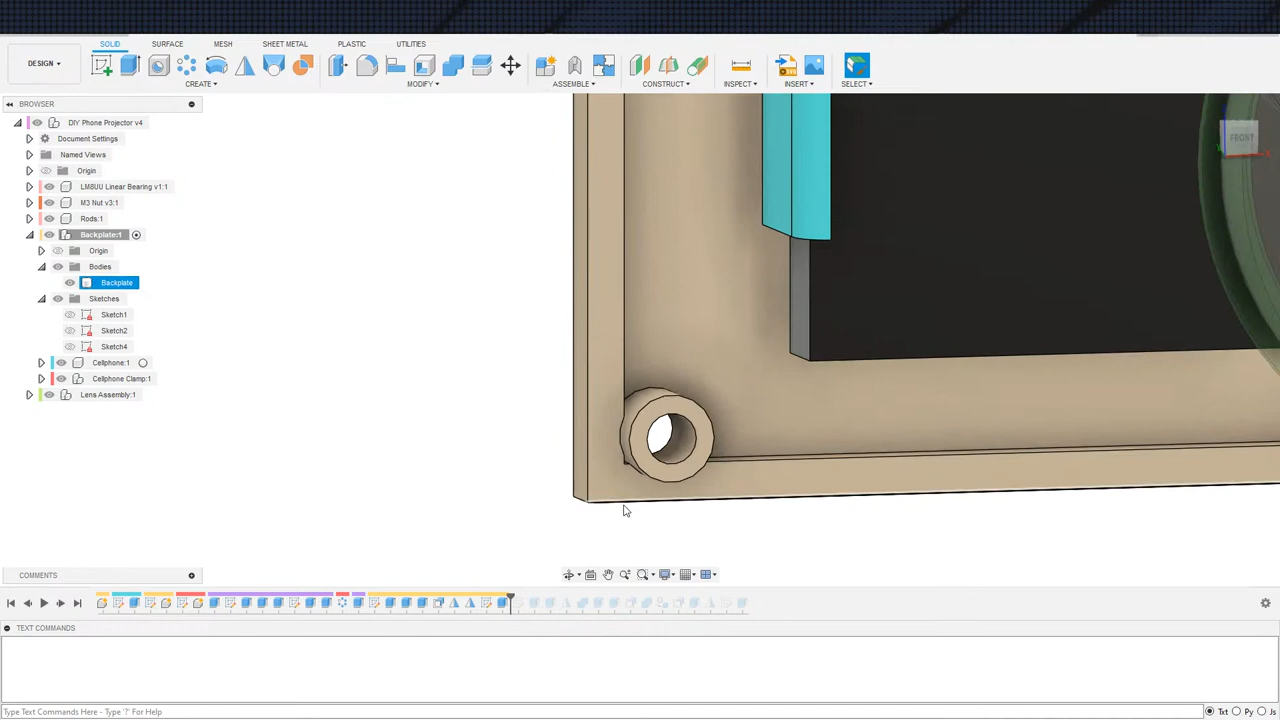 SOLID SURFACE MESH SHEET METAL PLASTIC UTILITIES
DESIGN
CREATE MODIFY ASSEMBLE CONSTRUCT INSPECT INSERT SELECT
BROWSER
DIY Phone Projector v4
Document Settings
Named Views
Origin
LM8UU Linear Bearing v1:1
M3 Nut v3:1
Rods:1
Backplate:1
Origin
Bodies
Backplate
Sketches
Sketch1
Sketch2
Sketch4
Cellphone:1
Cellphone Clamp:1
Lens Assembly:1
FRONT
COMMENTS
TEXT COMMANDS
Type Text Commands Here - Type '?' For Help
Txt Py Js